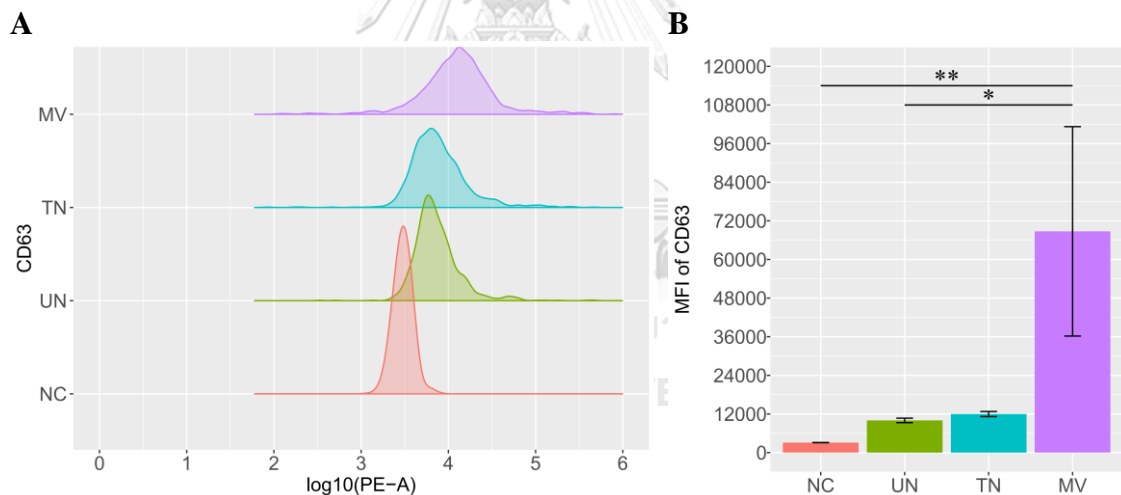 A
MV
TN
UN
NC
CD63
0 1 2 3 4 5 6
log10(PE−A)
B
**
*
120000
108000
96000
84000
72000
60000
48000
36000
24000
12000
0
MFI of CD63
NC UN TN MV